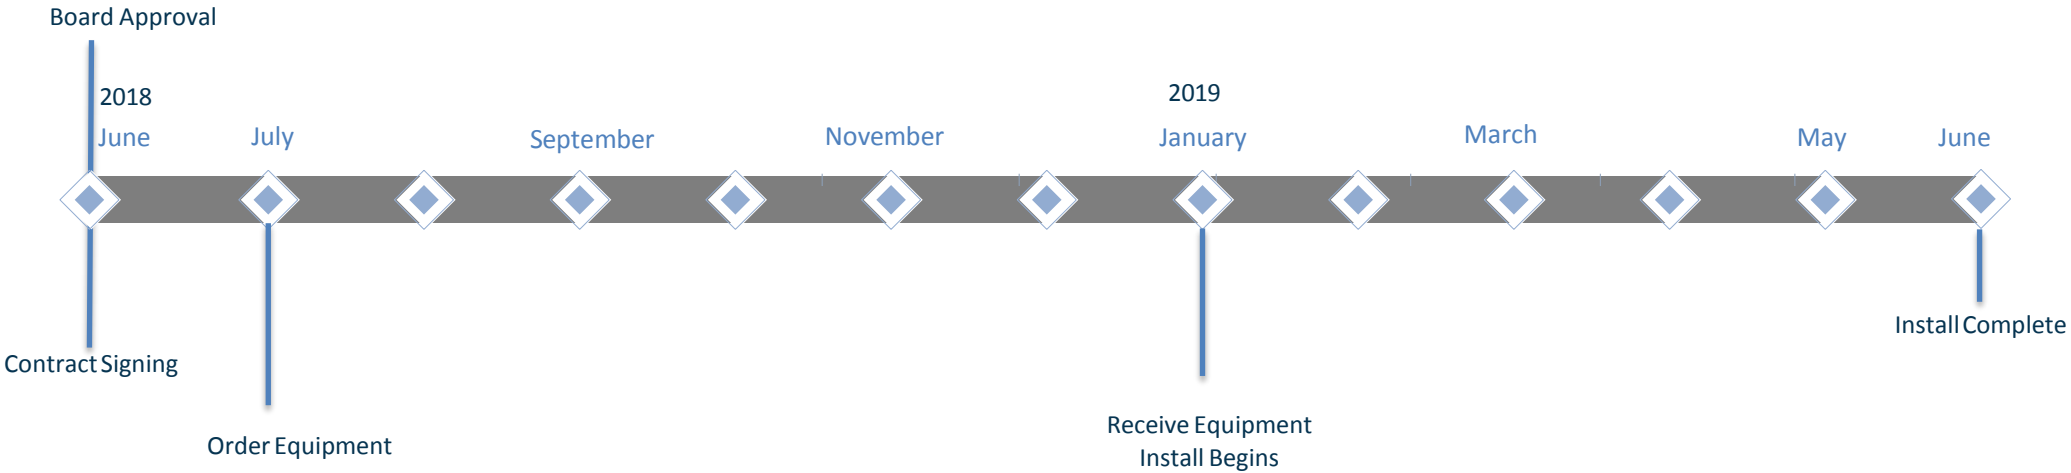 Board Approval
2018
2019
June
July
September
November
January
March
May
June
Contract Signing
Order Equipment
Receive Equipment
Install Begins
Install Complete